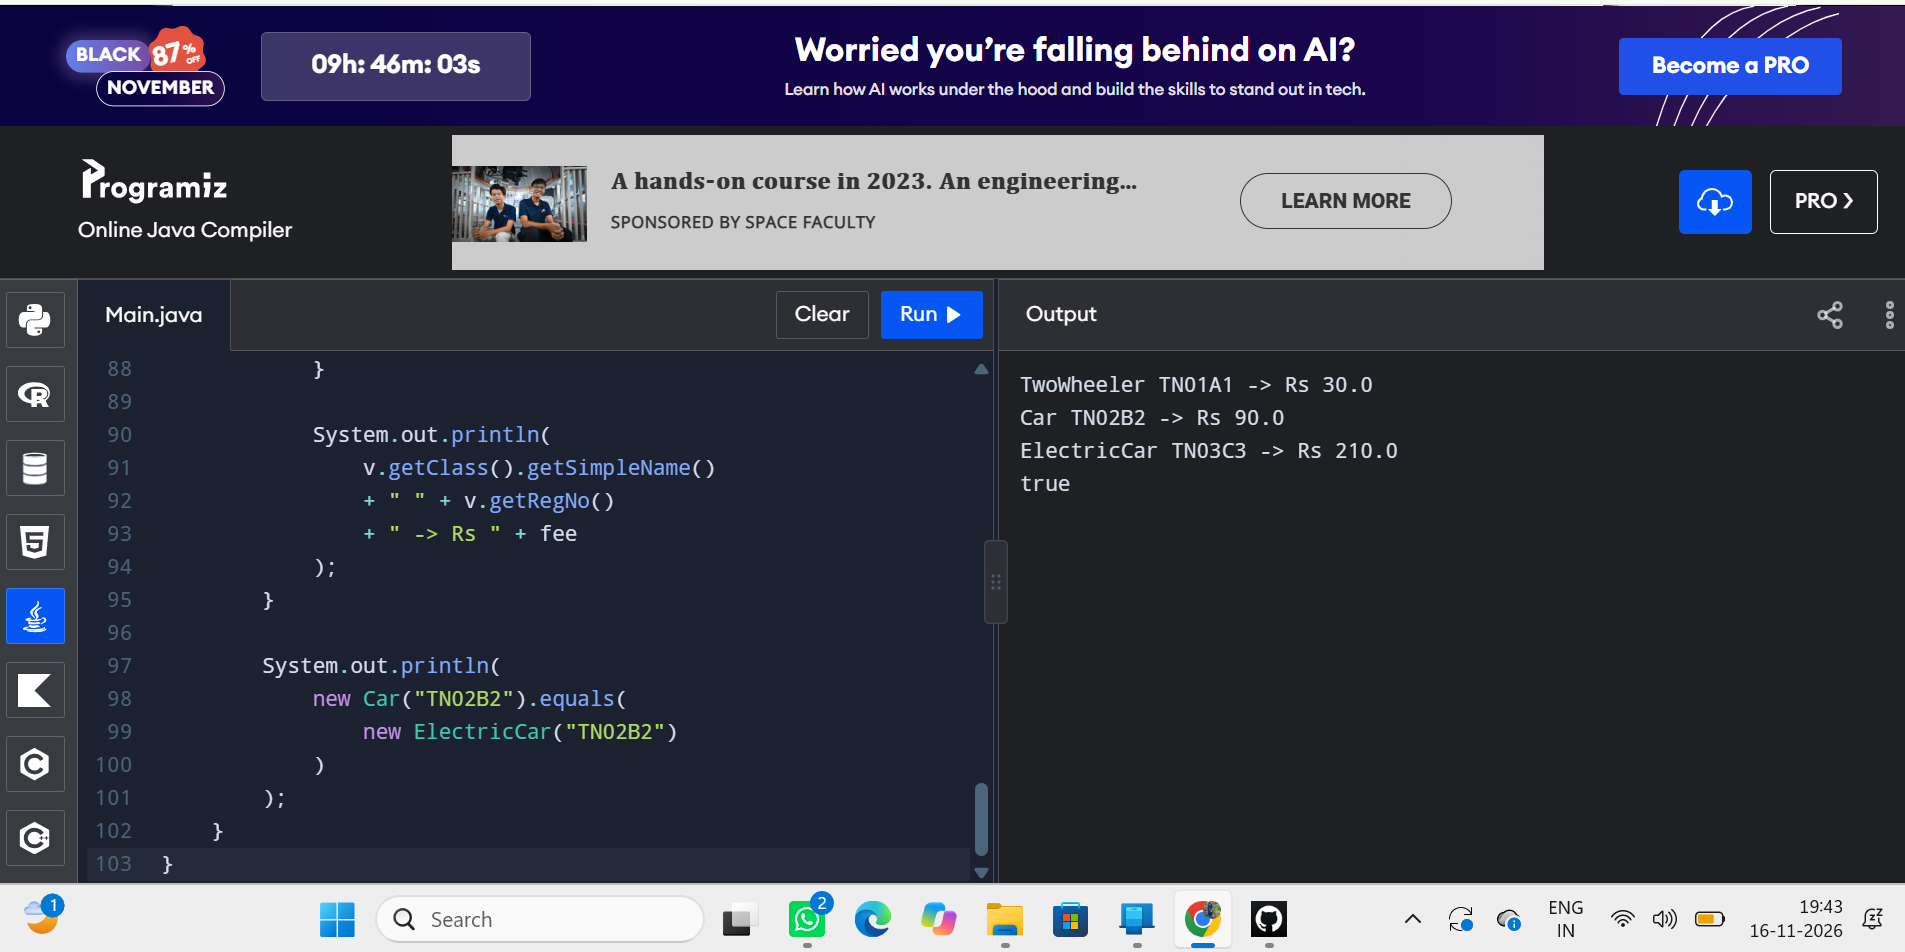 BLACK 87% OFF
NOVEMBER
09h: 46m: 03s
Worried you’re falling behind on AI?
Learn how AI works under the hood and build the skills to stand out in tech.
Become a PRO
Programiz
Online Java Compiler
A hands-on course in 2023. An engineering...
SPONSORED BY SPACE FACULTY
LEARN MORE
PRO
Main.java
Clear
Run
Output
88 }
89
90 System.out.println(
91 v.getClass().getSimpleName()
92 + " " + v.getRegNo()
93 + " -> Rs " + fee
94 );
95 }
96
97 System.out.println(
98 new Car("TN02B2").equals(
99 new ElectricCar("TN02B2")
100 )
101 );
102 }
103 }
TwoWheeler TN01A1 -> Rs 30.0
Car TN02B2 -> Rs 90.0
ElectricCar TN03C3 -> Rs 210.0
true
1
Search
2
ENG
IN
19:43
16-11-2026